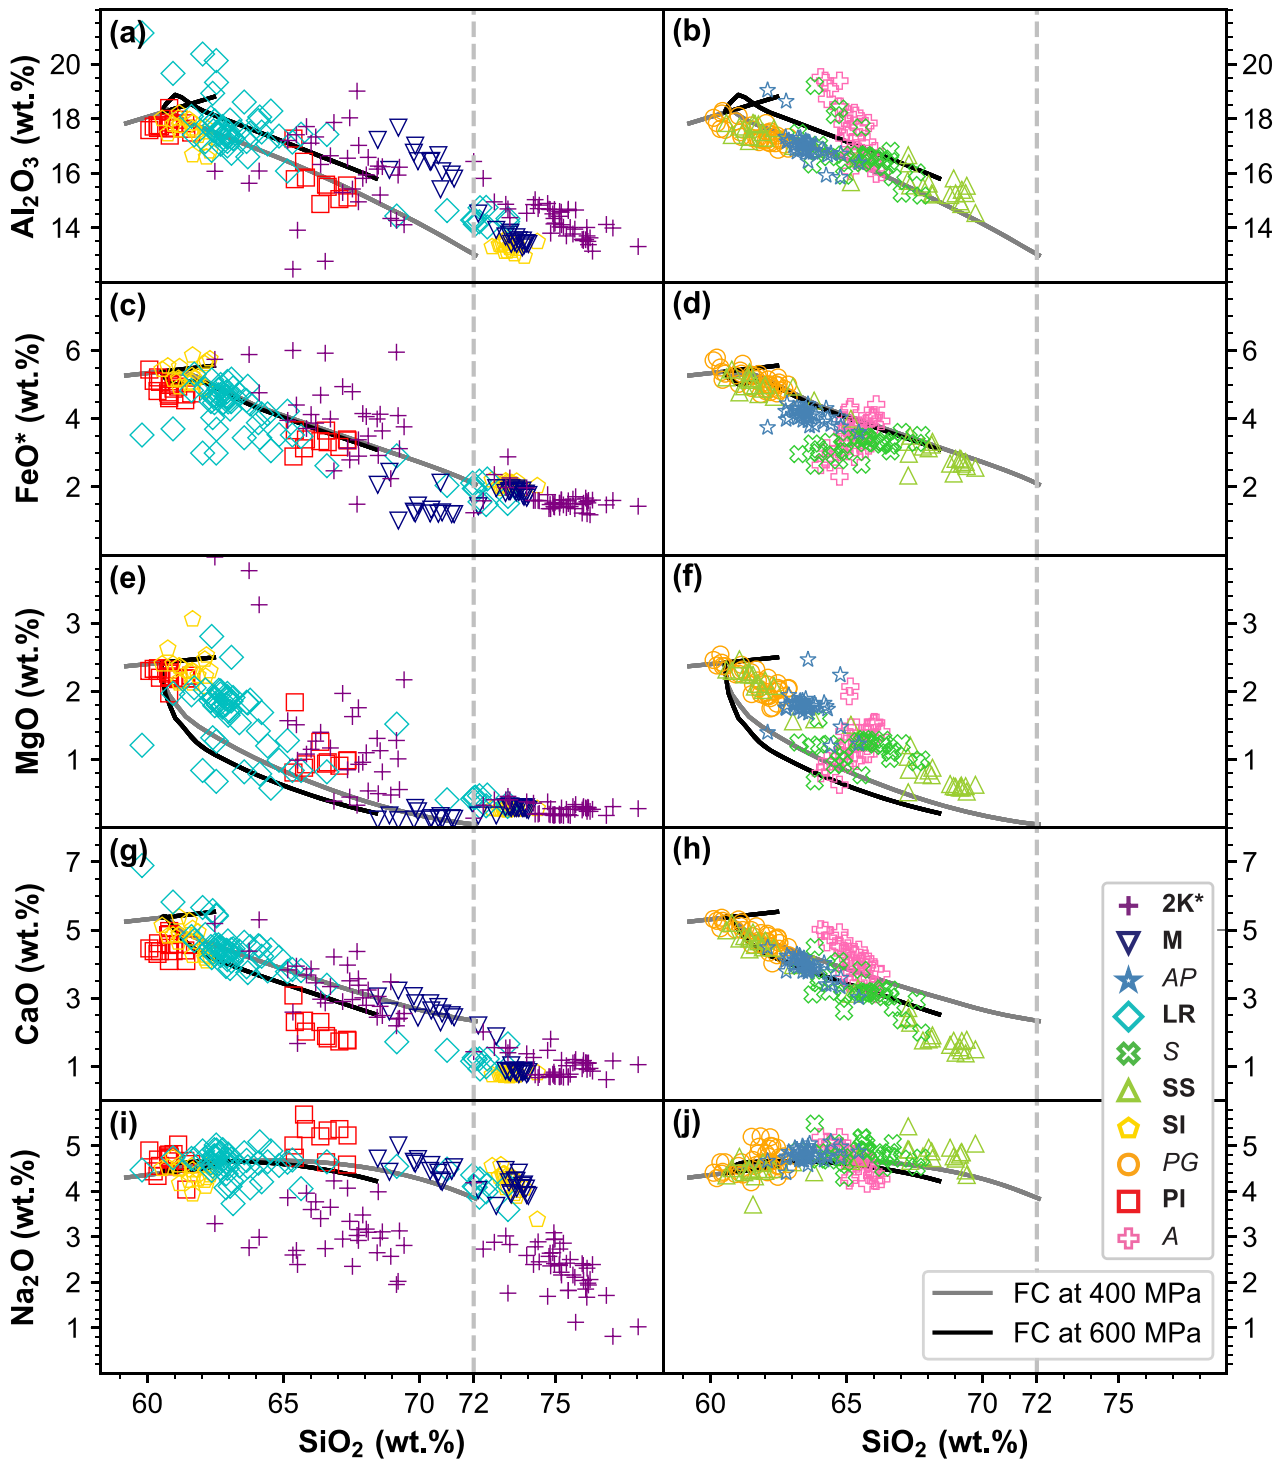 (a)
(b)
Al₂O₃ (wt.%)
20
18
16
14
20
18
16
14
(c)
(d)
FeO* (wt.%)
6
4
2
6
4
2
(e)
(f)
MgO (wt.%)
3
2
1
3
2
1
(g)
(h)
CaO (wt.%)
7
5
3
1
7
5
3
1
2K*
M
AP
LR
S
SS
SI
PG
PI
A
(i)
(j)
Na₂O (wt.%)
5
4
3
2
1
5
4
3
2
1
FC at 400 MPa
FC at 600 MPa
60 65 70 72 75
60 65 70 72 75
SiO₂ (wt.%)
SiO₂ (wt.%)